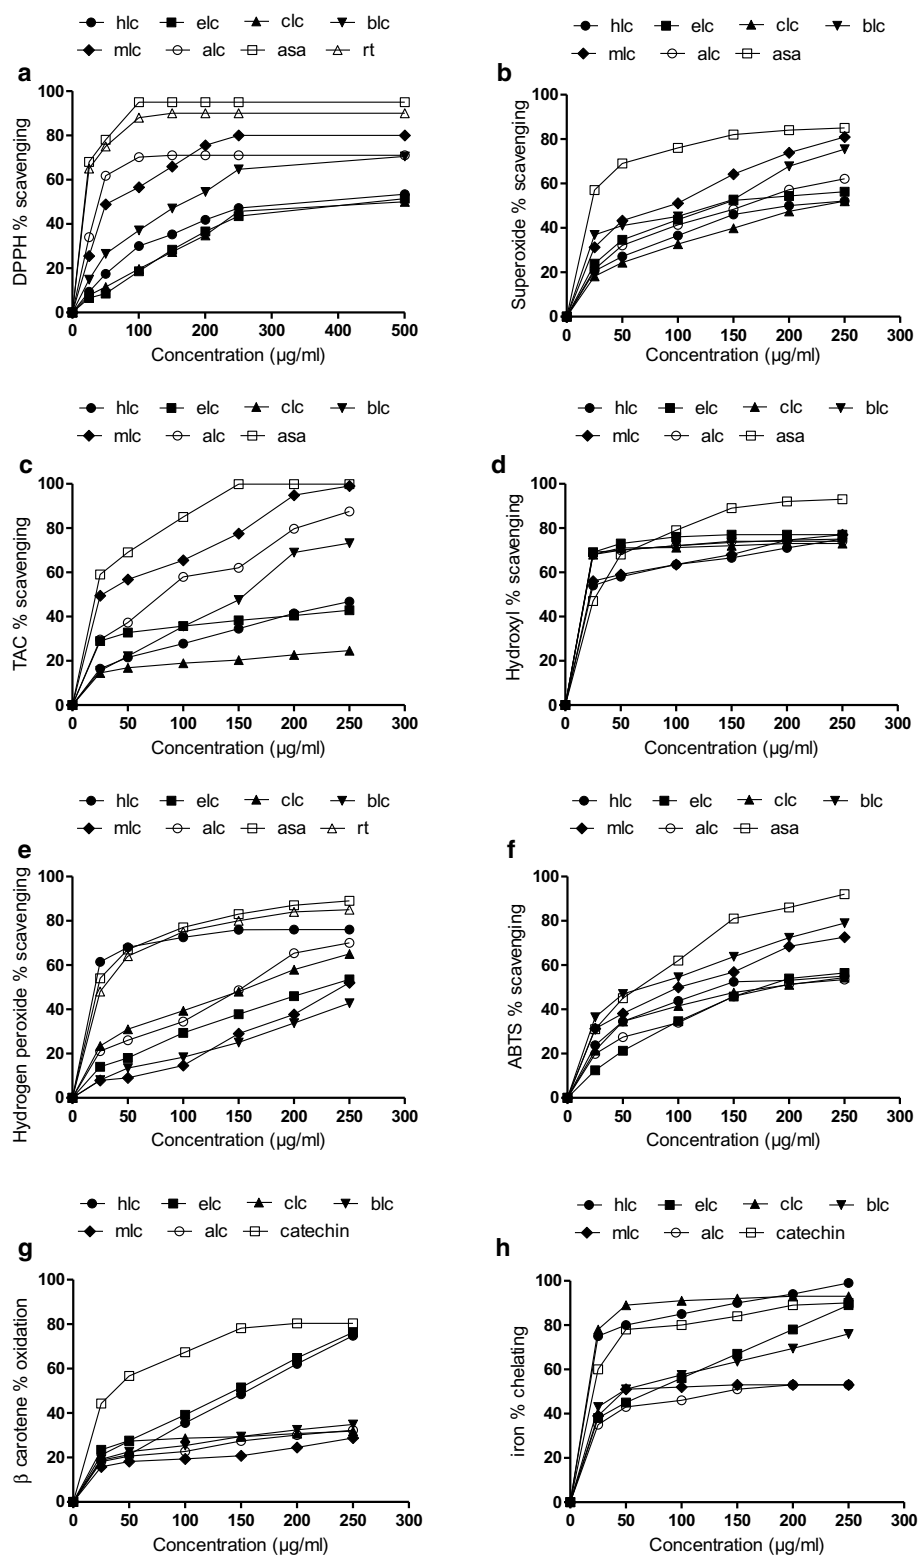 hlc elc clc blc
mlc alc asa rt
a
100
80
60
40
20
0
DPPH % scavenging
0 100 200 300 400 500
Concentration (µg/ml)
hlc elc clc blc
mlc alc asa
b
100
80
60
40
20
0
Superoxide % scavenging
0 50 100 150 200 250 300
Concentration (µg/ml)
hlc elc clc blc
mlc alc asa
c
100
80
60
40
20
0
TAC % scavenging
0 50 100 150 200 250 300
Concentration (µg/ml)
hlc elc clc blc
mlc alc asa
d
100
80
60
40
20
0
Hydroxyl % scavenging
0 50 100 150 200 250 300
Concentration (µg/ml)
hlc elc clc blc
mlc alc asa rt
e
100
80
60
40
20
0
Hydrogen peroxide % scavenging
0 50 100 150 200 250 300
Concentration (µg/ml)
hlc elc clc blc
mlc alc asa
f
100
80
60
40
20
0
ABTS % scavenging
0 50 100 150 200 250 300
Concentration (µg/ml)
hlc elc clc blc
mlc alc catechin
g
100
80
60
40
20
0
β carotene % oxidation
0 50 100 150 200 250 300
Concentration (µg/ml)
hlc elc clc blc
mlc alc catechin
h
100
80
60
40
20
0
iron % chelating
0 50 100 150 200 250 300
Concentration (µg/ml)